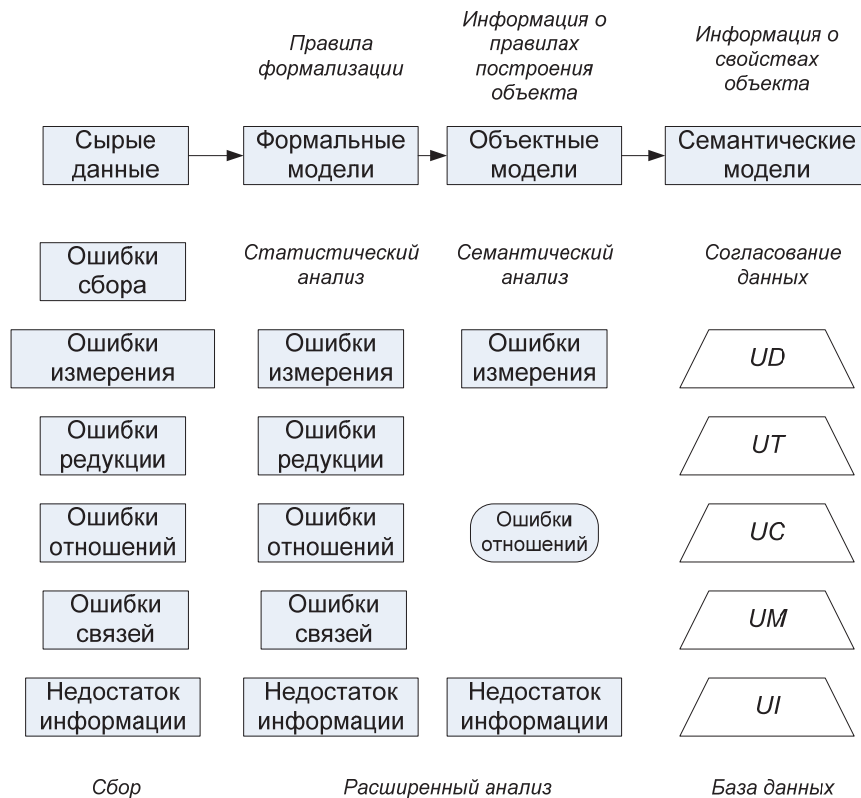 Правила
формализации
Информация о
правилах
построения
объекта
Информация о
свойствах
объекта
Сырые
данные
Формальные
модели
Объектные
модели
Семантические
модели
Ошибки
сбора
Статистический
анализ
Семантический
анализ
Согласование
данных
Ошибки
измерения
Ошибки
измерения
Ошибки
измерения
UD
Ошибки
редукции
Ошибки
редукции
UT
Ошибки
отношений
Ошибки
отношений
Ошибки
отношений
UC
Ошибки
связей
Ошибки
связей
UM
Недостаток
информации
Недостаток
информации
Недостаток
информации
UI
Сбор
Расширенный анализ
База данных